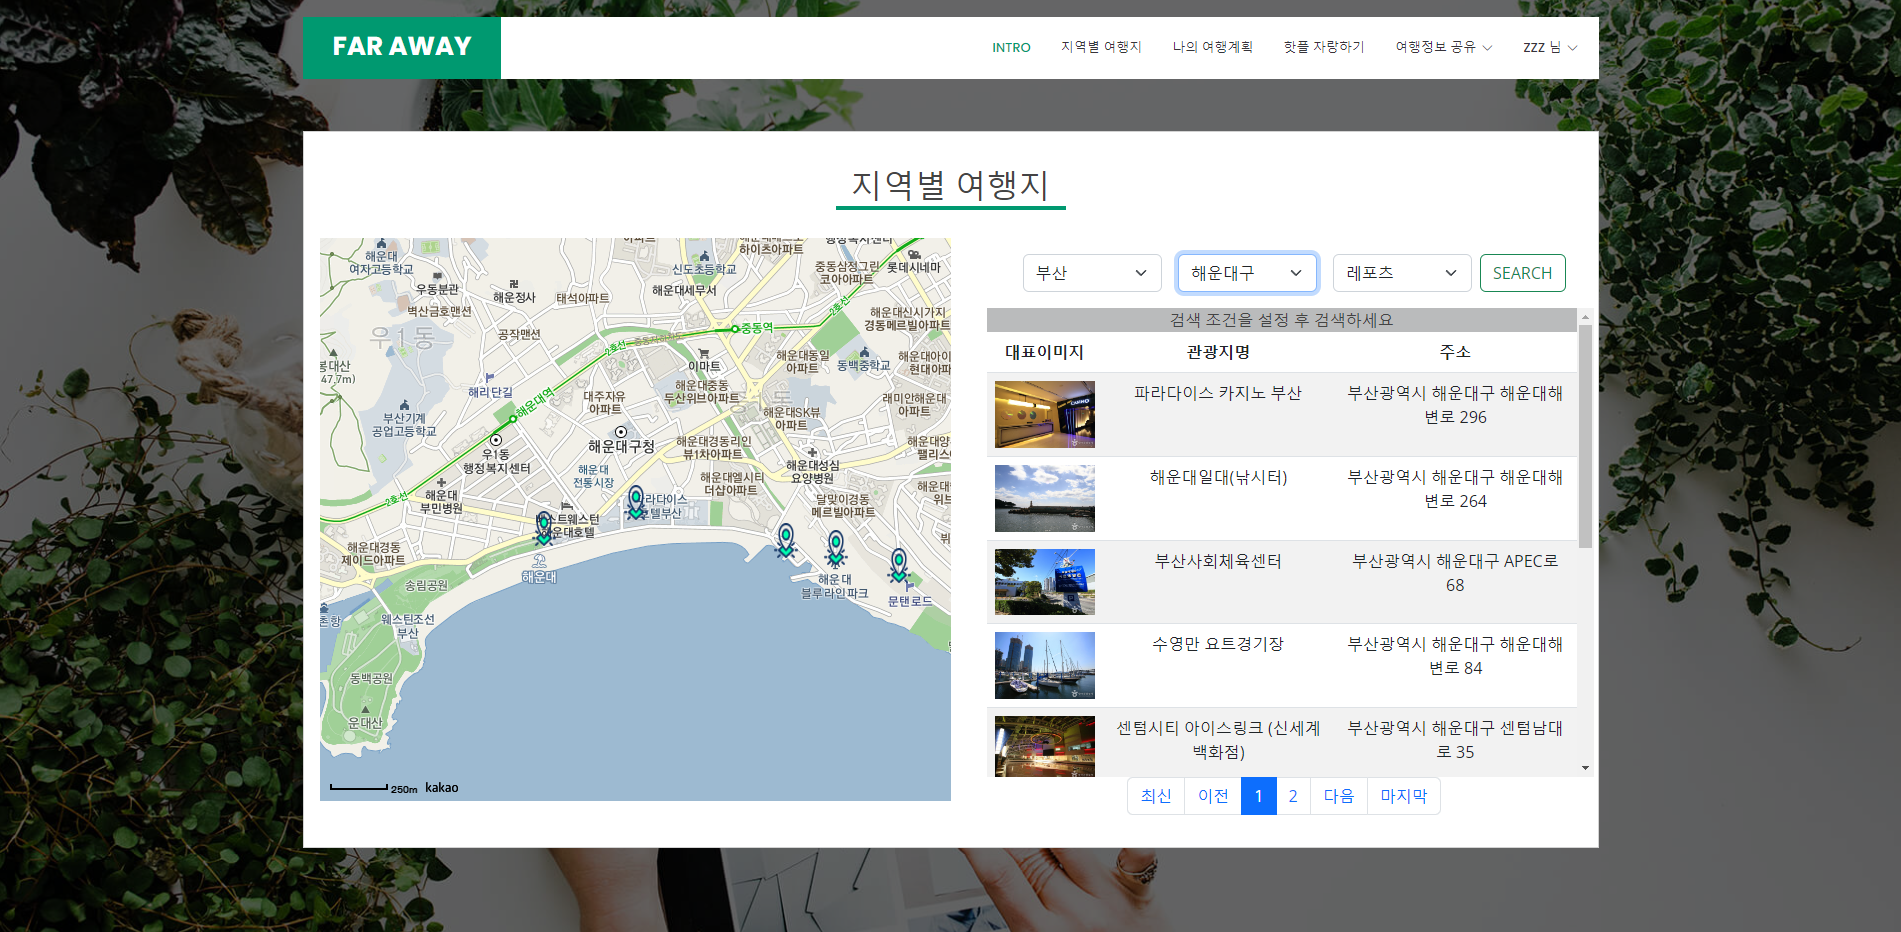 FAR AWAY
INTRO
지역별 여행지
나의 여행계획
핫플 자랑하기
여행정보 공유
ZZZ 님
지역별 여행지
부산
해운대구
레포츠
SEARCH
검색 조건을 설정 후 검색하세요
대표이미지 관광지명 주소
파라다이스 카지노 부산
부산광역시 해운대구 해운대해
변로 296
해운대일대(낚시터)
부산광역시 해운대구 해운대해
변로 264
부산사회체육센터
부산광역시 해운대구 APEC로
68
수영만 요트경기장
부산광역시 해운대구 해운대해
변로 84
센텀시티 아이스링크 (신세계
백화점)
부산광역시 해운대구 센텀남대
로 35
최신 이전 1 2 다음 마지막
해운대
여자고등학교
우동분관
해운정사
벽산금호맨션
우1동
공작맨션
태석아파트
신도초등학교
해운대세무서
하이츠아파트
중동삼정그린
코아아파트
롯데시네마
해운대신시가지
경동메르빌아파트
2호선
중동역
2호선
이마트
해운대동일
아파트
동백중학교
해운대아이
현대아파트
해운대중동
두산위브아파트
해운대SK뷰
아파트
래미안해운대
아파트
47.7m)
해리단길
해운대역
대주자유
아파트
부산기계
공업고등학교
우1동
행정복지센터
해운대구청
해운대경동리인
뷰1차아파트
해운대
전통시장
해운대엘시티
더샵아파트
해운대성심
요양병원
달맞이경동
메르빌아파트
2호선
해운대
부민병원
해운대경동
제이드아파트
해운대
송림공원
웨스틴조선
부산
동백공원
운대산
해운대
블루라인파크
문탠로드
250m kakao